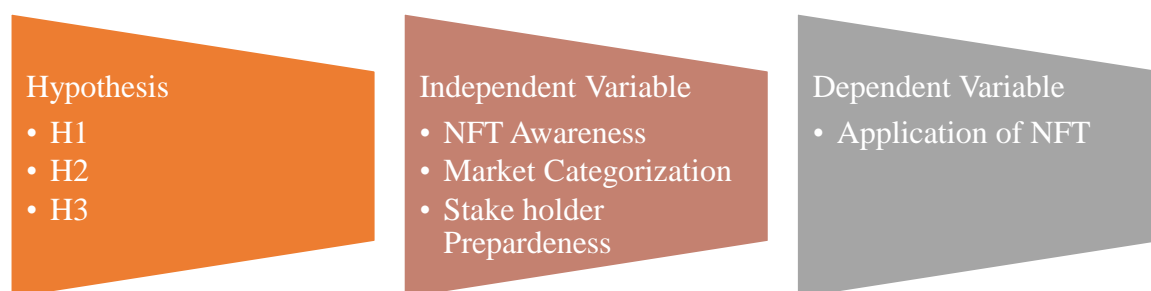 Hypothesis
• H1
• H2
• H3
Independent Variable
• NFT Awareness
• Market Categorization
• Stake holder
Prepardeness
Dependent Variable
• Application of NFT